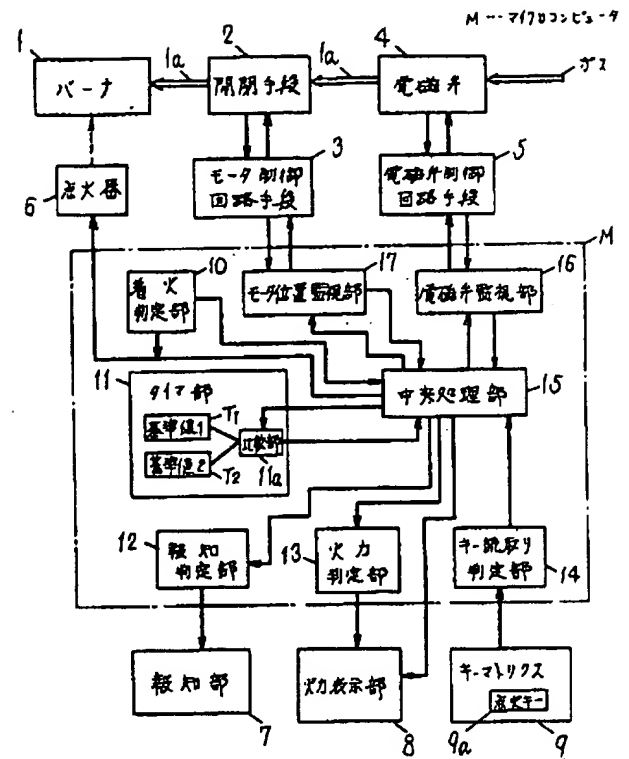 M…マイクロコンピュータ
1
1a
2
1a
4
バーナ
開閉手段
電磁弁
ガス
3
5
6
点火器
モータ制御
回路手段
電磁弁制御
回路手段
M
10
17
16
着火
判定部
モータ位置監視部
電磁弁監視部
11
タイマ部
中央処理部
15
基準値1
T1
比較部
基準値2
T2
11a
12
報知
判定部
13
火力
判定部
キー読取り
判定部
14
報知部
火力表示部
キーマトリクス
点火キー
7
8
9a
9